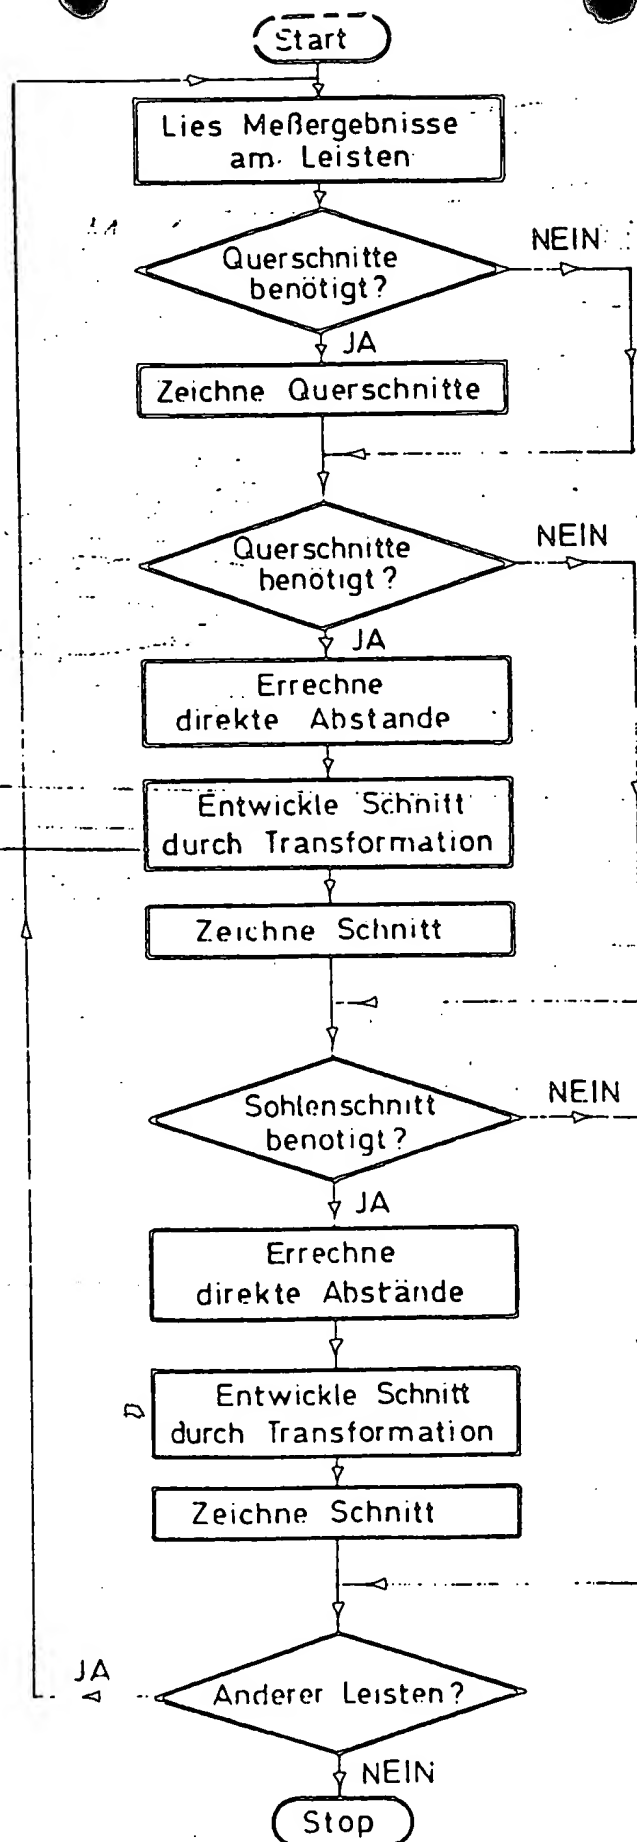 Start
Lies Meßergebnisse
am Leisten
NEIN
Querschnitte
benötigt?
JA
Zeichne Querschnitte
Querschnitte
benötigt?
NEIN
JA
Errechne
direkte Abstande
Entwickle Schnitt
durch Transformation
Zeichne Schnitt
Sohlenschnitt
benotigt?
NEIN
JA
Errechne
direkte Abstände
Entwickle Schnitt
durch Transformation
Zeichne Schnitt
JA
Anderer Leisten?
NEIN
Stop